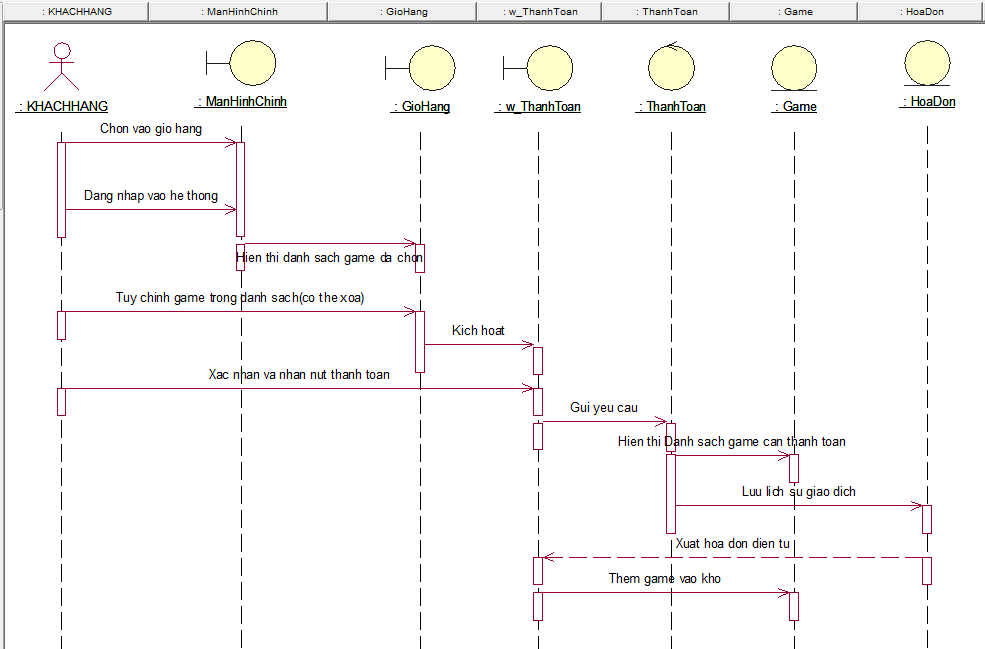 : KHACHHANG
: ManHinhChinh
: GioHang
: w_ThanhToan
: ThanhToan
: Game
: HoaDon
: KHACHHANG
: ManHinhChinh
: GioHang
: w_ThanhToan
: ThanhToan
: Game
: HoaDon
Chon vao gio hang
Dang nhap vao he thong
Hien thi danh sach game da chon
Tuy chinh game trong danh sach(co the xoa)
Kich hoat
Xac nhan va nhan nut thanh toan
Gui yeu cau
Hien thi Danh sach game can thanh toan
Luu lich su giao dich
Xuat hoa don dien tu
Them game vao kho